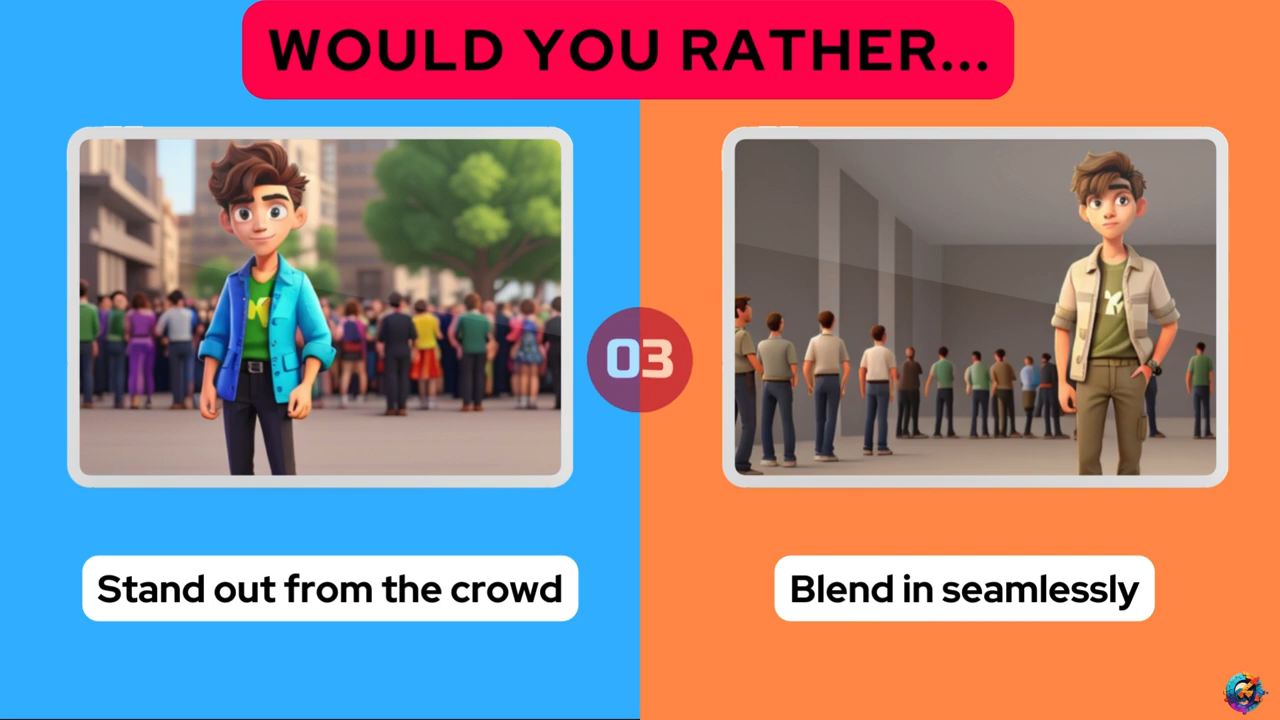 WOULD YOU RATHER...
03
Stand out from the crowd
Blend in seamlessly